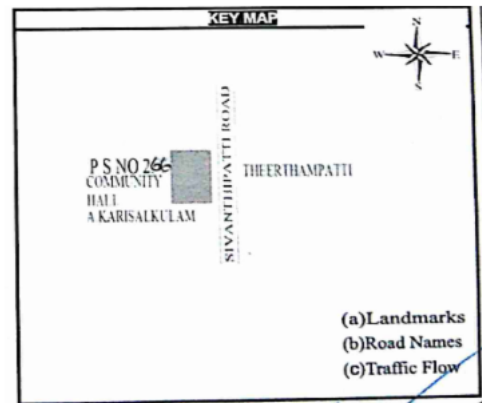 KEY MAP
N
W E
S
P S NO 266
COMMUNITY
HALL
A KARISALKULAM
SIVANTHIPATTI ROAD
THEERTHAMPATTI
(a)Landmarks
(b)Road Names
(c)Traffic Flow